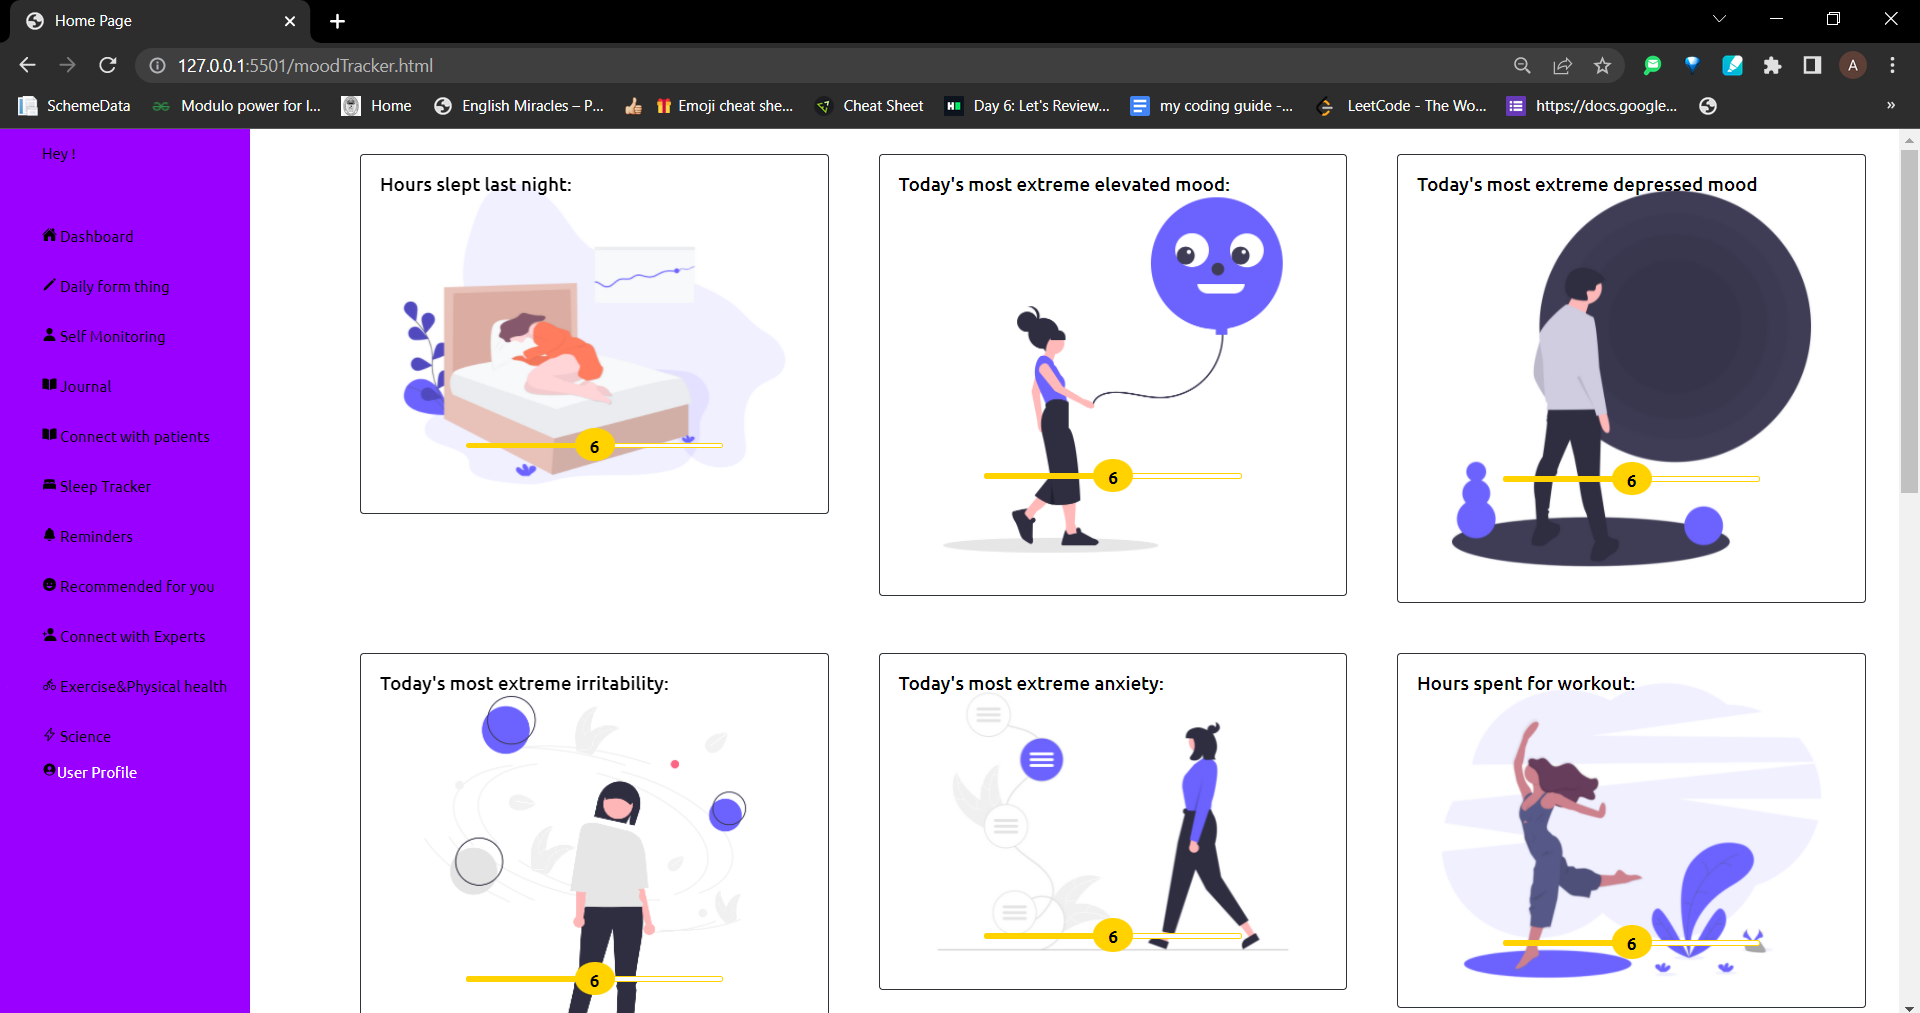 Home Page
127.0.0.1:5501/moodTracker.html
A
SchemeData
Modulo power for I...
Home
English Miracles – P...
Emoji cheat she...
Cheat Sheet
Day 6: Let's Review...
my coding guide -...
LeetCode - The Wo...
https://docs.google...
»
Hey !
Dashboard
Daily form thing
Self Monitoring
Journal
Connect with patients
Sleep Tracker
Reminders
Recommended for you
Connect with Experts
Exercise&Physical health
Science
User Profile
Hours slept last night:
6
Today's most extreme elevated mood:
6
Today's most extreme depressed mood
6
Today's most extreme irritability:
6
Today's most extreme anxiety:
6
Hours spent for workout:
6